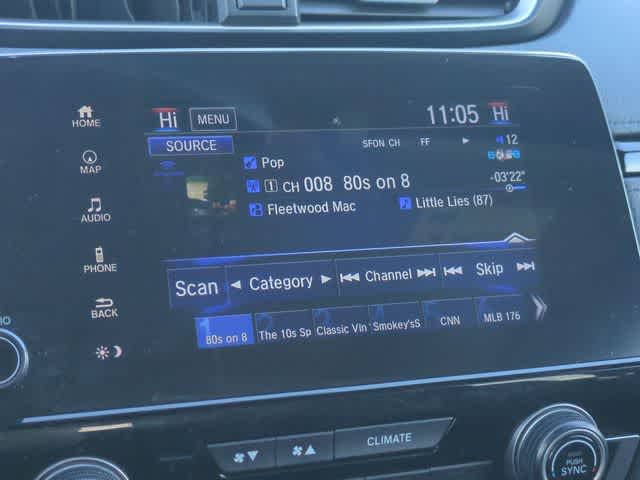 Hi MENU 11:05 Hi
HOME
SOURCE SFON CH FF 12
MAP
Pop
1 CH 008 80s on 8 -03'22"
AUDIO
Fleetwood Mac Little Lies (87)
PHONE
Scan Category Channel Skip
BACK
80s on 8 The 10s Sp Classic Vin Smokey'sS CNN MLB 176
CLIMATE
PUSH
SYNC